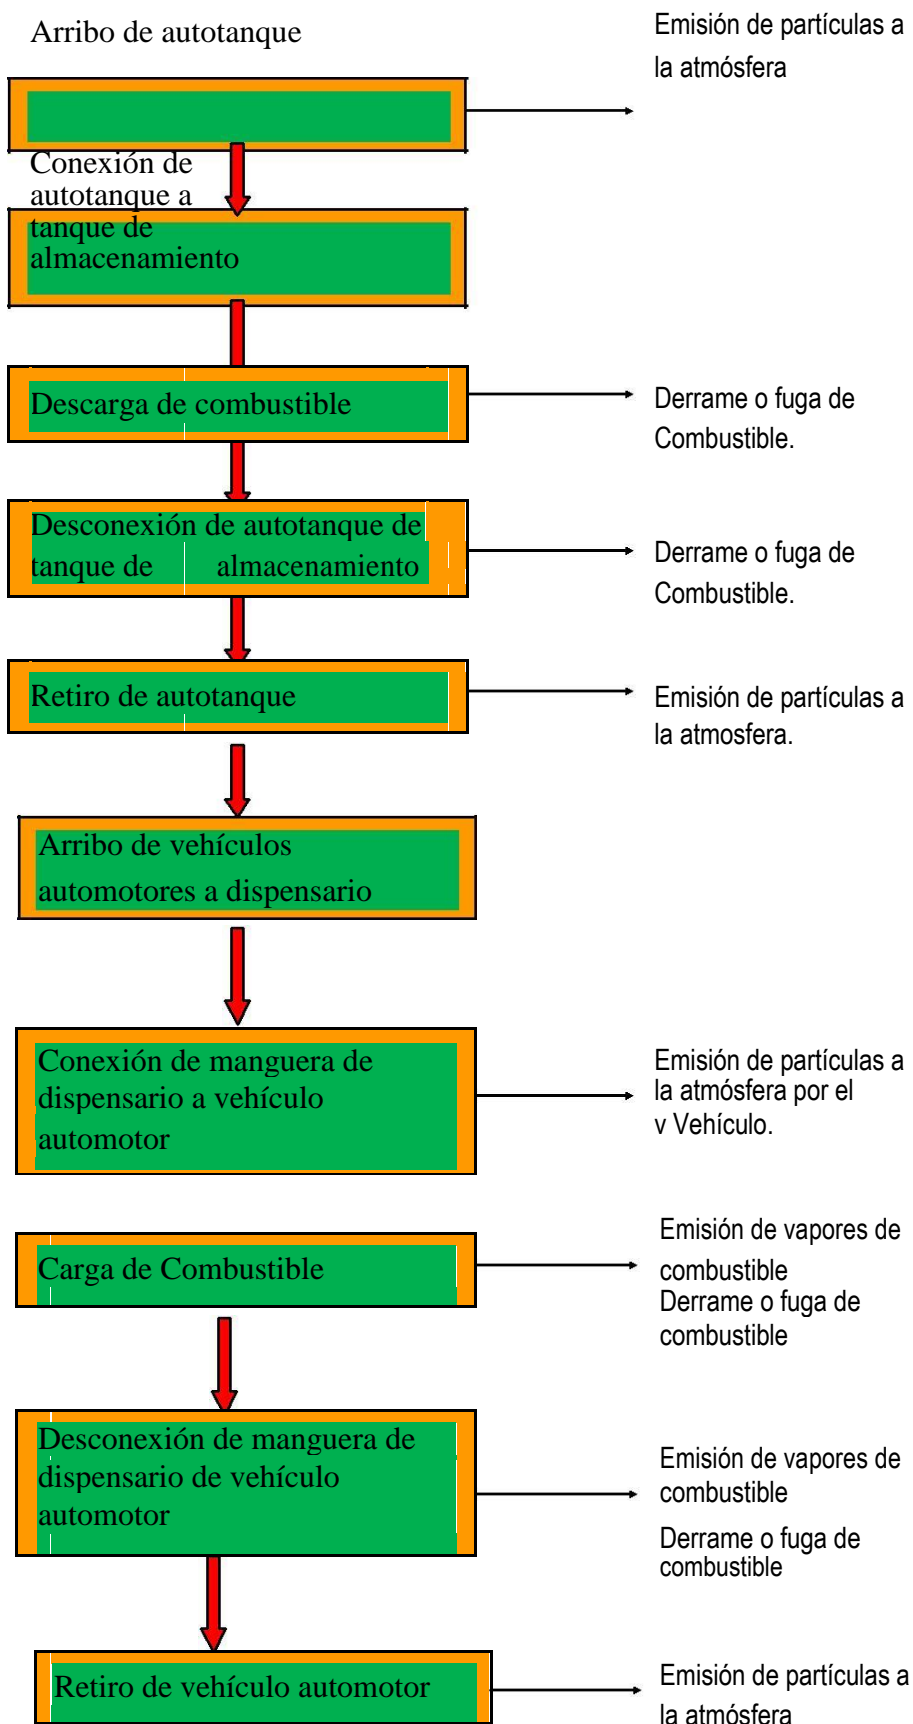 Arribo de autotanque
Emisión de partículas a
la atmósfera
Conexión de
autotanque a
tanque de
almacenamiento
Descarga de combustible
Derrame o fuga de
Combustible.
Desconexión de autotanque de
tanque de almacenamiento
Derrame o fuga de
Combustible.
Retiro de autotanque
Emisión de partículas a
la atmosfera.
Arribo de vehículos
automotores a dispensario
Conexión de manguera de
dispensario a vehículo
automotor
Emisión de partículas a
la atmósfera por el
v Vehículo.
Carga de Combustible
Emisión de vapores de
combustible
Derrame o fuga de
combustible
Desconexión de manguera de
dispensario de vehículo
automotor
Emisión de vapores de
combustible
Derrame o fuga de
combustible
Retiro de vehículo automotor
Emisión de partículas a
la atmósfera